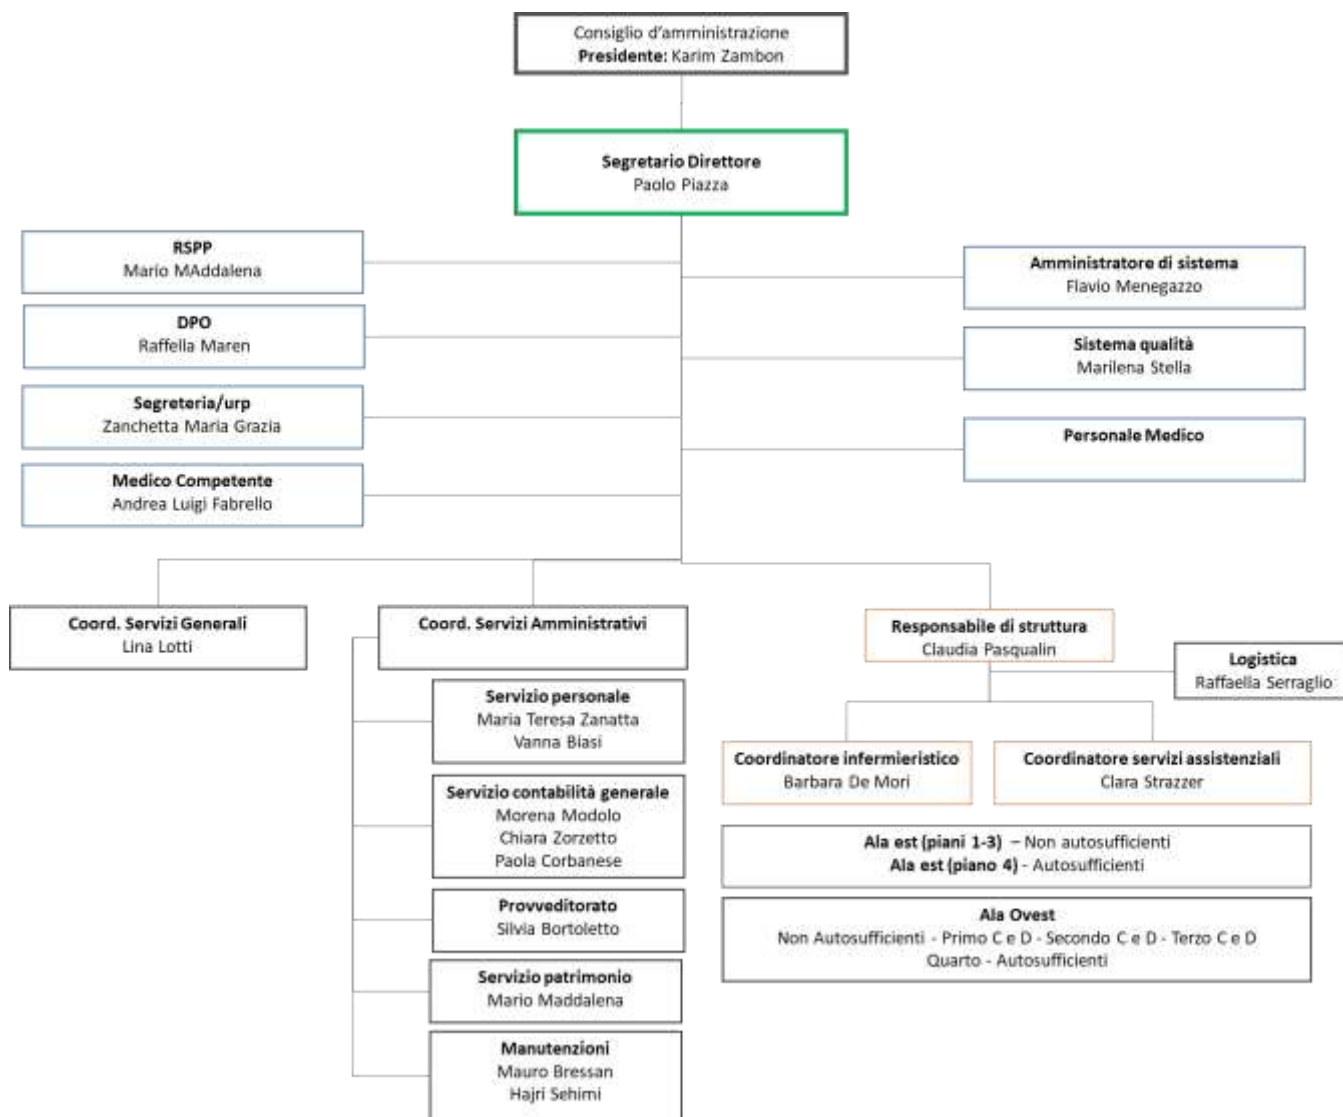 Consiglio d'amministrazione
Presidente: Karim Zambon
Segretario Direttore
Paolo Piazza
RSPP
Mario MAddalena
Amministratore di sistema
Flavio Menegazzo
DPO
Raffella Maren
Sistema qualità
Marilena Stella
Segreteria/urp
Zanchetta Maria Grazia
Personale Medico
Medico Competente
Andrea Luigi Fabrello
Coord. Servizi Generali
Lina Lotti
Coord. Servizi Amministrativi
Servizio personale
Maria Teresa Zanatta
Vanna Biasi
Servizio contabilità generale
Morena Modolo
Chiara Zorzetto
Paola Corbanese
Provveditorato
Silvia Bortoletto
Servizio patrimonio
Mario Maddalena
Manutenzioni
Mauro Bressan
Hajri Sehimi
Responsabile di struttura
Claudia Pasqualin
Logistica
Raffaella Serraglio
Coordinatore infermieristico
Barbara De Mori
Coordinatore servizi assistenziali
Clara Strazzer
Ala est (piani 1-3) – Non autosufficienti
Ala est (piano 4) - Autosufficienti
Ala Ovest
Non Autosufficienti - Primo C e D - Secondo C e D - Terzo C e D
Quarto - Autosufficienti